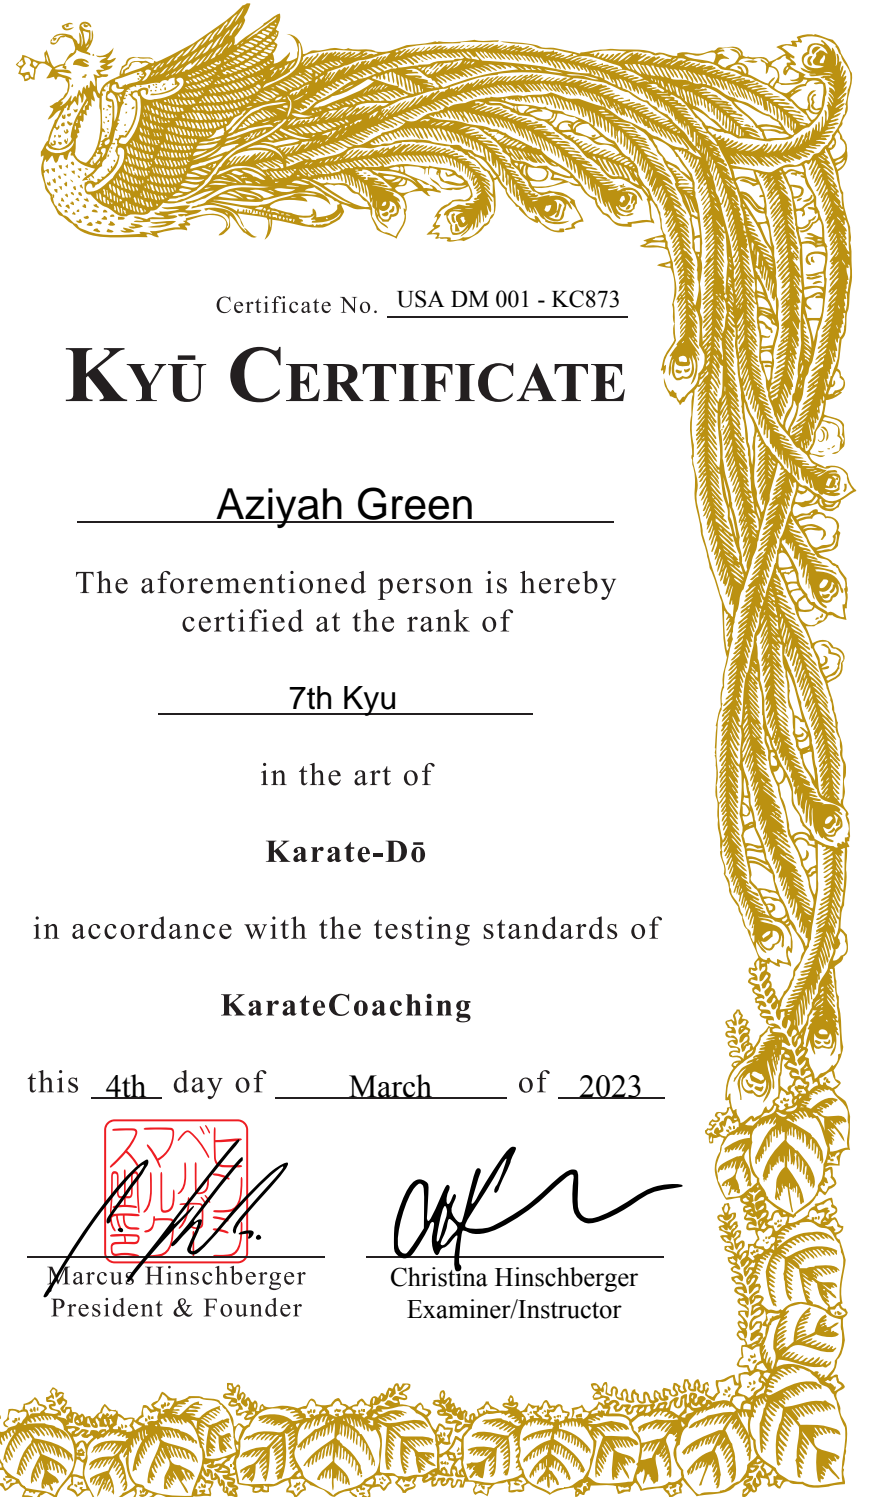 Certificate No. USA DM 001 - KC873
KYŪ CERTIFICATE
Aziyah Green
The aforementioned person is hereby
certified at the rank of
7th Kyu
in the art of
Karate-Dō
in accordance with the testing standards of
KarateCoaching
this 4th day of March of 2023
Marcus Hinschberger
President & Founder
Christina Hinschberger
Examiner/Instructor